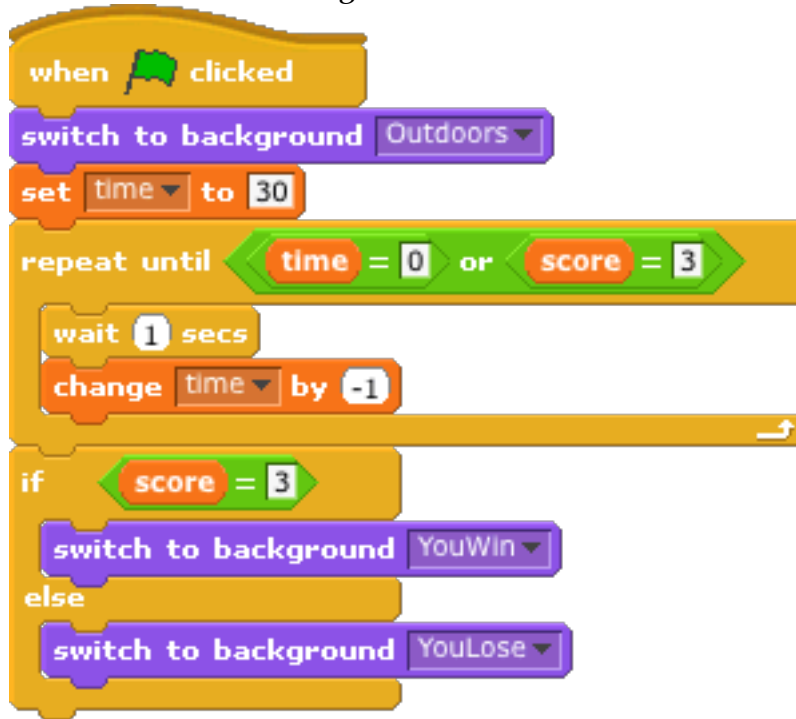 when clicked
switch to background Outdoors
set time to 30
repeat until time = 0 or score = 3
wait 1 secs
change time by -1
if score = 3
switch to background YouWin
else
switch to background YouLose